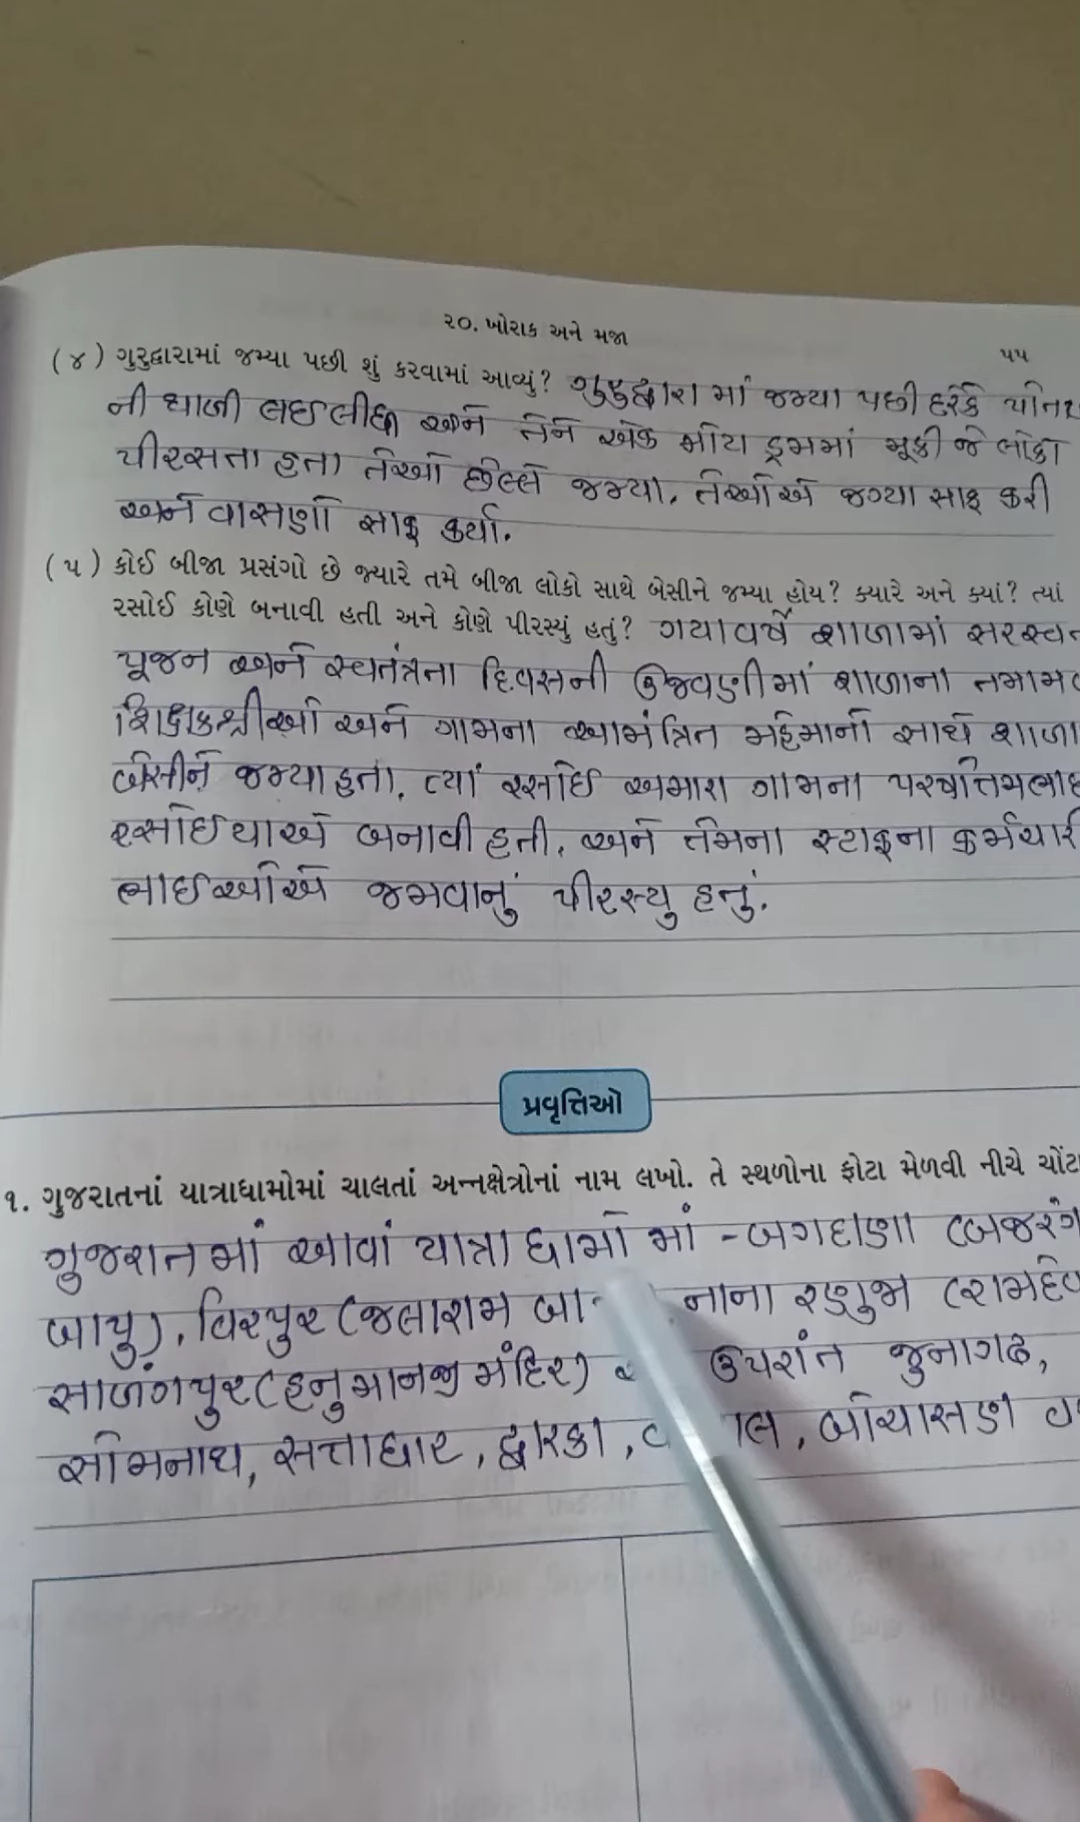 ૨૦. ખોરાક અને મજા
૫૫
(૪) ગુરુદ્વારામાં જમ્યા પછી શું કરવામાં આવ્યું? ગુરુદ્વારા માં જમ્યા પછી દરેકે
ની થાળી લઈ લીધી અને તેને એક મોટા ડ્રમમાં મૂકી જે લોકો
પીરસતા હતા તેઓ છેલ્લે જમ્યા. તેઓએ જગ્યા સાફ કરી
અને વાસણો સાફ કર્યા.
(૫) કોઈ બીજા પ્રસંગો છે જ્યારે તમે બીજા લોકો સાથે બેસીને જમ્યા હોય? ક્યારે અને ક્યાં? ત્યાં
રસોઈ કોણે બનાવી હતી અને કોણે પીરસ્યું હતું? ગયા વર્ષે શાળામાં
પૂજન અને સ્વતંત્રતા દિવસની ઉજવણીમાં શાળાના તમામ
શિક્ષકશ્રીઓ અને ગામના આમંત્રિત મહેમાનો સાથે શાળા
બેસીને જમ્યા હતા. ત્યાં રસોઈ અમારા ગામના
રસોઈયાએ બનાવી હતી. અને તેમના સ્ટાફના કર્મચારી
ભાઈઓએ જમવાનું પીરસ્યુ હતું.
પ્રવૃત્તિઓ
૧. ગુજરાતનાં યાત્રાધામોમાં ચાલતાં અન્નક્ષેત્રોનાં નામ લખો. તે સ્થળોના ફોટા મેળવી નીચે
ગુજરાતમાં આવાં યાત્રા ધામો માં - બગદાણા (બજરંગ
બાપુ), વિરપુર (જલારામ નાના રણુજા
સાળંગપુર (હનુમાનજી મંદિર) ઉપરાંત જુનાગઢ,
સોમનાથ, સત્તાધાર, દ્વારકા, બોચાસણ